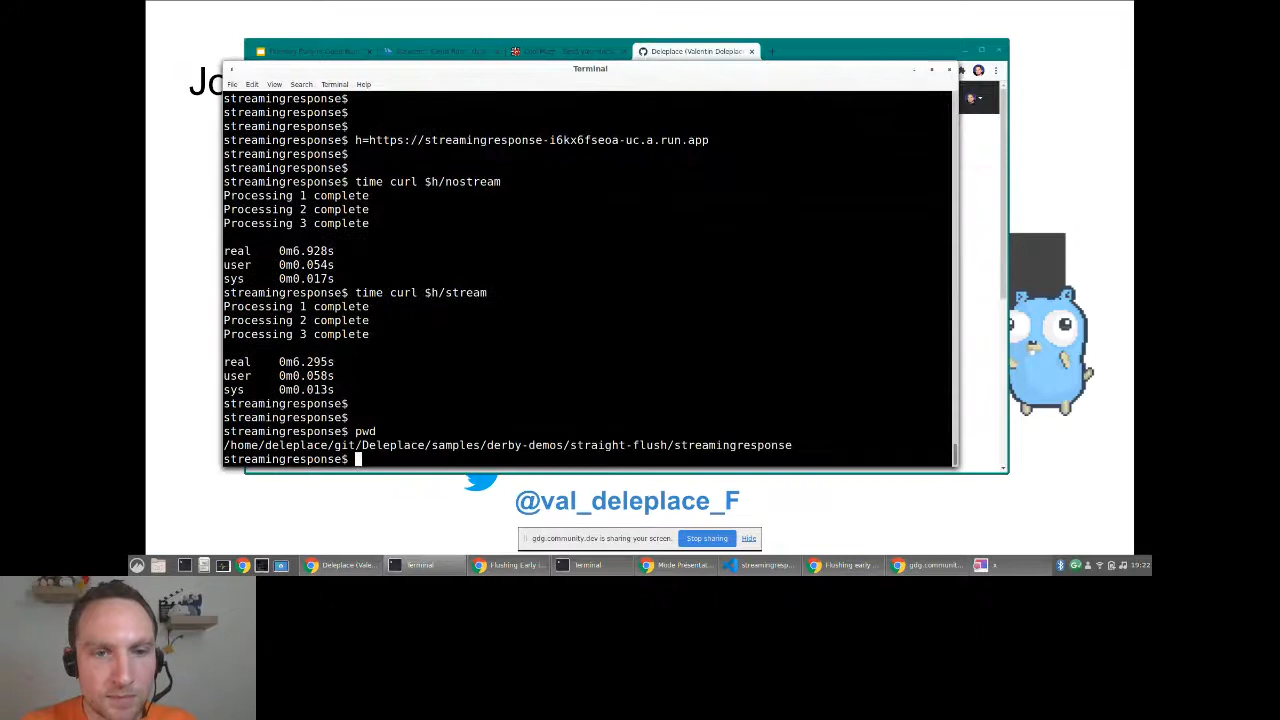 Jo
Deleplace (Valentin Deleplac
Terminal
File Edit View Search Terminal Help
streamingresponse$
streamingresponse$
streamingresponse$
streamingresponse$ h=https://streamingresponse-i6kx6fseoa-uc.a.run.app
streamingresponse$
streamingresponse$
streamingresponse$ time curl $h/nostream
Processing 1 complete
Processing 2 complete
Processing 3 complete
real 0m6.928s
user 0m0.054s
sys 0m0.017s
streamingresponse$ time curl $h/stream
Processing 1 complete
Processing 2 complete
Processing 3 complete
real 0m6.295s
user 0m0.058s
sys 0m0.013s
streamingresponse$
streamingresponse$
streamingresponse$ pwd
/home/deleplace/git/Deleplace/samples/derby-demos/straight-flush/streamingresponse
streamingresponse$
@val_deleplace_F
gdg.community.dev is sharing your screen. Stop sharing Hide
Deleplace (Vale... Terminal Flushing Early i... Terminal Mode Présentat... streamingresp... Flushing early ... gdg.communit... 19:22